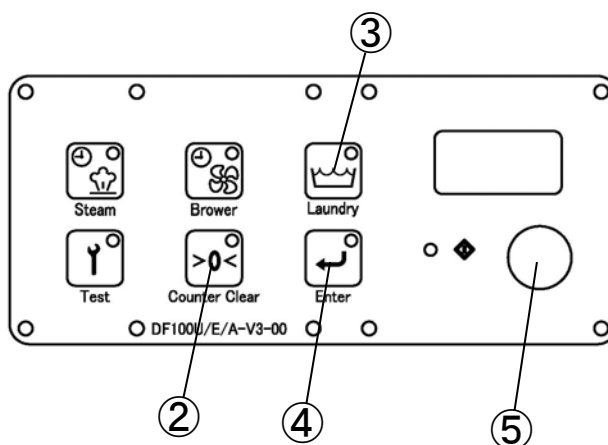 ③
Steam Brower Laundry
>0<
Test Counter Clear Enter
DF100U/E/A-V3-00
② ④ ⑤